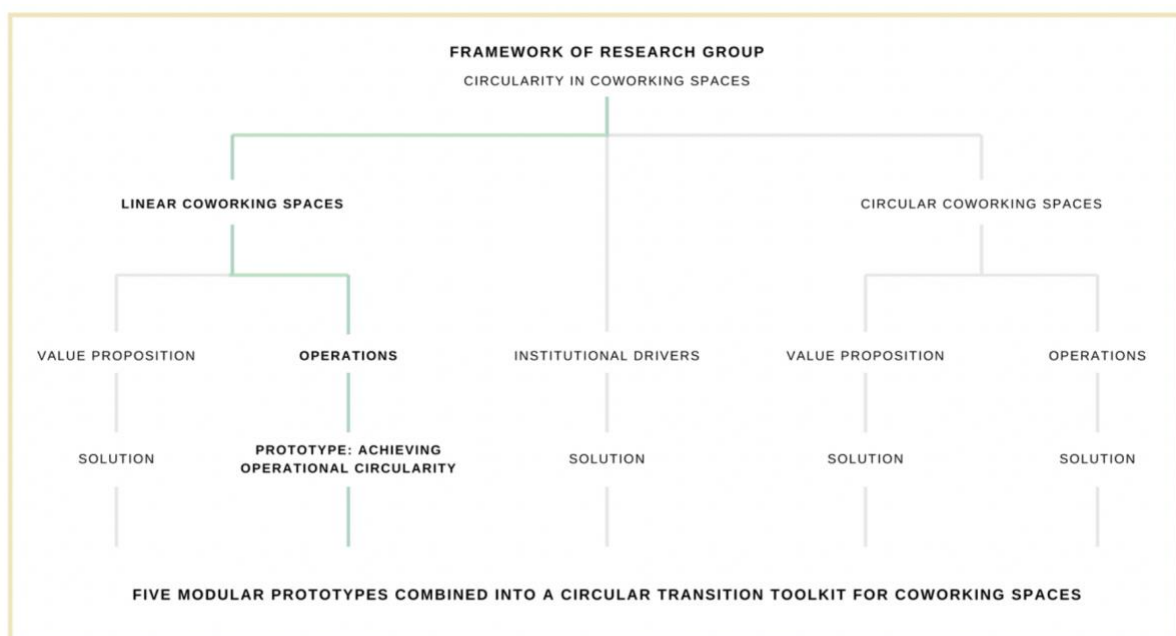 FRAMEWORK OF RESEARCH GROUP
CIRCULARITY IN COWORKING SPACES
LINEAR COWORKING SPACES
CIRCULAR COWORKING SPACES
VALUE PROPOSITION
OPERATIONS
INSTITUTIONAL DRIVERS
VALUE PROPOSITION
OPERATIONS
SOLUTION
PROTOTYPE: ACHIEVING
OPERATIONAL CIRCULARITY
SOLUTION
SOLUTION
SOLUTION
FIVE MODULAR PROTOTYPES COMBINED INTO A CIRCULAR TRANSITION TOOLKIT FOR COWORKING SPACES